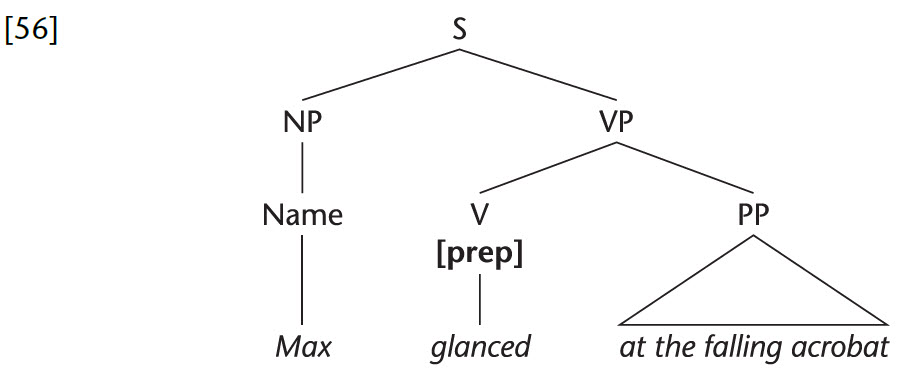 [56]
S
NP VP
Name V PP
[prep]
Max glanced at the falling acrobat